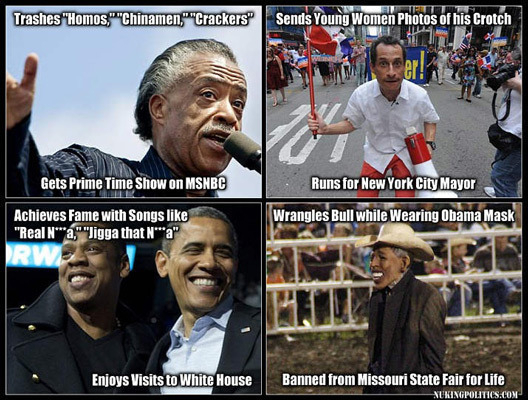 Trashes "Homos," "Chinamen," "Crackers"
Gets Prime Time Show on MSNBC
Sends Young Women Photos of his Crotch
er!
Runs for New York City Mayor
Achieves Fame with Songs like
"Real N***a," "Jigga that N***a"
ORWA
Enjoys Visits to White House
Wrangles Bull while Wearing Obama Mask
Banned from Missouri State Fair for Life
NUKINGPOLITICS.COM